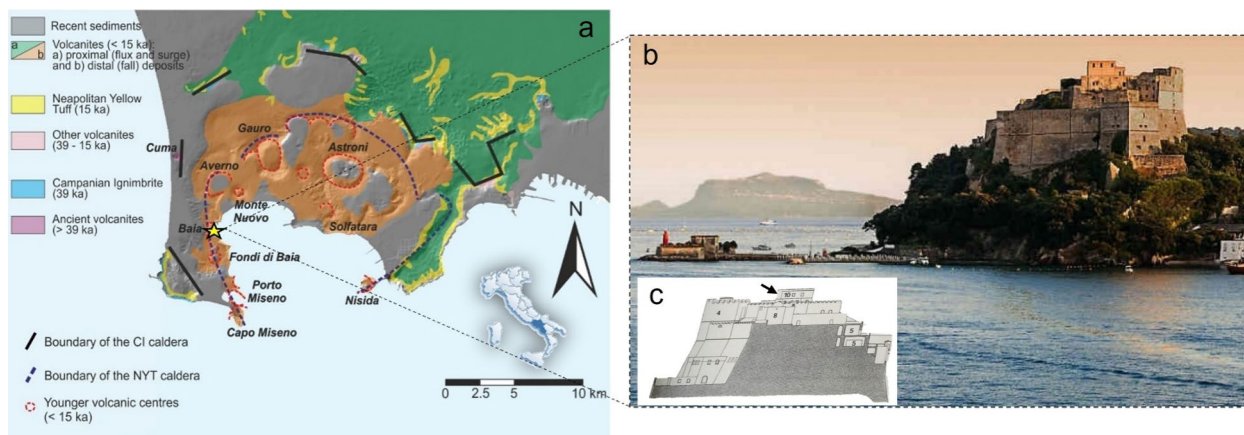 a
Recent sediments
a
b
Volcanites (< 15 ka):
a) proximal (flux and surge)
and b) distal (fall) deposits
Neapolitan Yellow
Tuff (15 ka)
Other volcanites
(39 - 15 ka)
Campanian Ignimbrite
(39 ka)
Ancient volcanites
(> 39 ka)
Cuma
Gauro
Averno
Astroni
Monte
Nuovo
Baia
Solfatara
Fondi di Baia
Porto
Miseno
Nisida
Capo Miseno
N
Boundary of the CI caldera
Boundary of the NYT caldera
Younger volcanic centres
(< 15 ka)
0 2.5 5 10 km
b
c
10
4
8
5